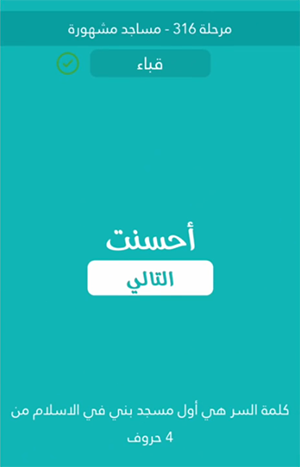 مرحلة 316 - مساجد مشهورة
قباء
أحسنت
التالي
كلمة السر هي أول مسجد بني في الاسلام من
4 حروف